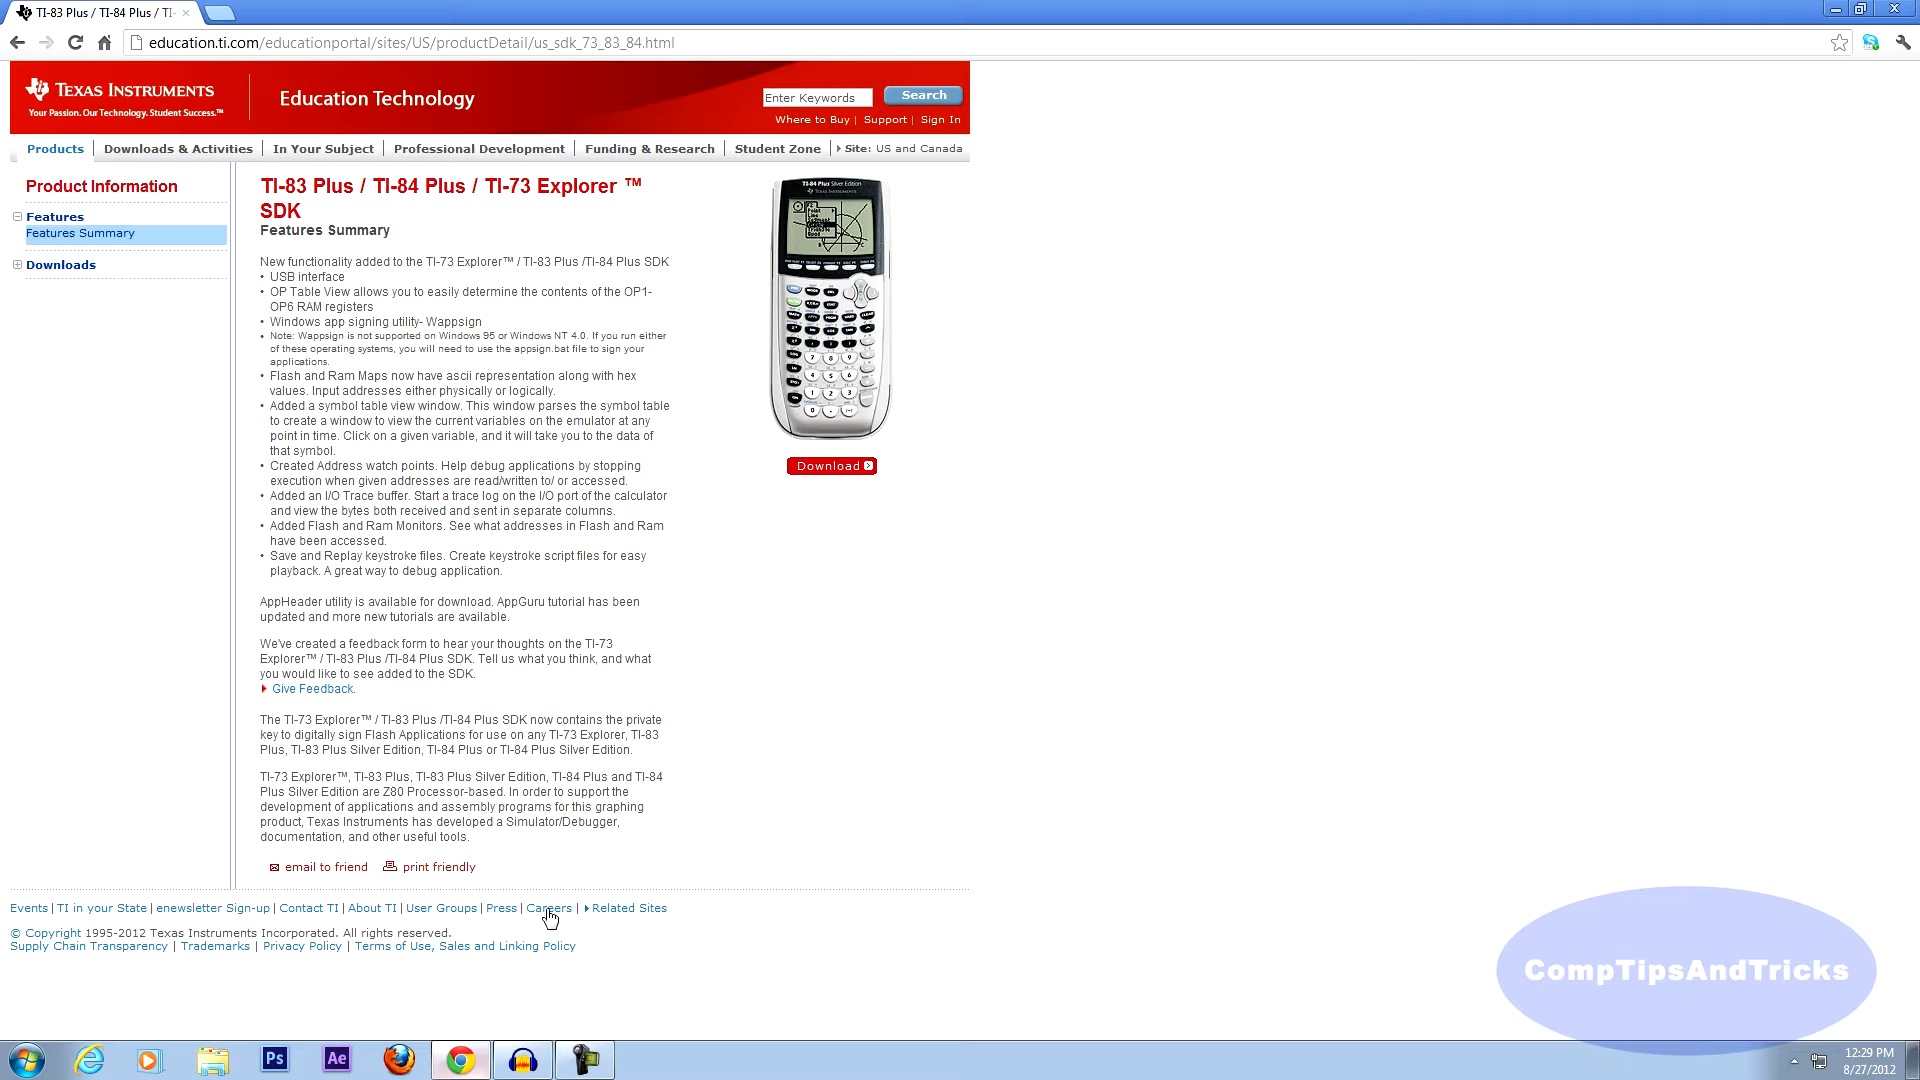 TI-83 Plus / TI-84 Plus / TI-
education.ti.com/educationportal/sites/US/productDetail/us_sdk_73_83_84.html
TEXAS INSTRUMENTS
Your Passion. Our Technology. Student Success.™
Education Technology
Enter Keywords
Search
Where to Buy | Support | Sign In
Products
Downloads & Activities
In Your Subject
Professional Development
Funding & Research
Student Zone
Site: US and Canada
Product Information
Features
Features Summary
Downloads
TI-83 Plus / TI-84 Plus / TI-73 Explorer ™
SDK
Features Summary
New functionality added to the TI-73 Explorer™ / TI-83 Plus /TI-84 Plus SDK
• USB interface
• OP Table View allows you to easily determine the contents of the OP1-
OP6 RAM registers
• Windows app signing utility- Wappsign
• Note: Wappsign is not supported on Windows 95 or Windows NT 4.0. If you run either
of these operating systems, you will need to use the appsign.bat file to sign your
applications.
• Flash and Ram Maps now have ascii representation along with hex
values. Input addresses either physically or logically.
• Added a symbol table view window. This window parses the symbol table
to create a window to view the current variables on the emulator at any
point in time. Click on a given variable, and it will take you to the data of
that symbol.
• Created Address watch points. Help debug applications by stopping
execution when given addresses are read/written to/ or accessed.
• Added an I/O Trace buffer. Start a trace log on the I/O port of the calculator
and view the bytes both received and sent in separate columns.
• Added Flash and Ram Monitors. See what addresses in Flash and Ram
have been accessed.
• Save and Replay keystroke files. Create keystroke script files for easy
playback. A great way to debug application.
AppHeader utility is available for download. AppGuru tutorial has been
updated and more new tutorials are available.
We've created a feedback form to hear your thoughts on the TI-73
Explorer™ / TI-83 Plus /TI-84 Plus SDK. Tell us what you think, and what
you would like to see added to the SDK.
Give Feedback.
The TI-73 Explorer™ / TI-83 Plus /TI-84 Plus SDK now contains the private
key to digitally sign Flash Applications for use on any TI-73 Explorer, TI-83
Plus, TI-83 Plus Silver Edition, TI-84 Plus or TI-84 Plus Silver Edition.
TI-73 Explorer™, TI-83 Plus, TI-83 Plus Silver Edition, TI-84 Plus and TI-84
Plus Silver Edition are Z80 Processor-based. In order to support the
development of applications and assembly programs for this graphing
product, Texas Instruments has developed a Simulator/Debugger,
documentation, and other useful tools.
email to friend
print friendly
TI-84 Plus Silver Edition
TEXAS INSTRUMENTS
Download
Events | TI in your State | enewsletter Sign-up | Contact TI | About TI | User Groups | Press | Careers | Related Sites
© Copyright 1995-2012 Texas Instruments Incorporated. All rights reserved.
Supply Chain Transparency | Trademarks | Privacy Policy | Terms of Use, Sales and Linking Policy
CompTipsAndTricks
Ps
Ae
12:29 PM
8/27/2012